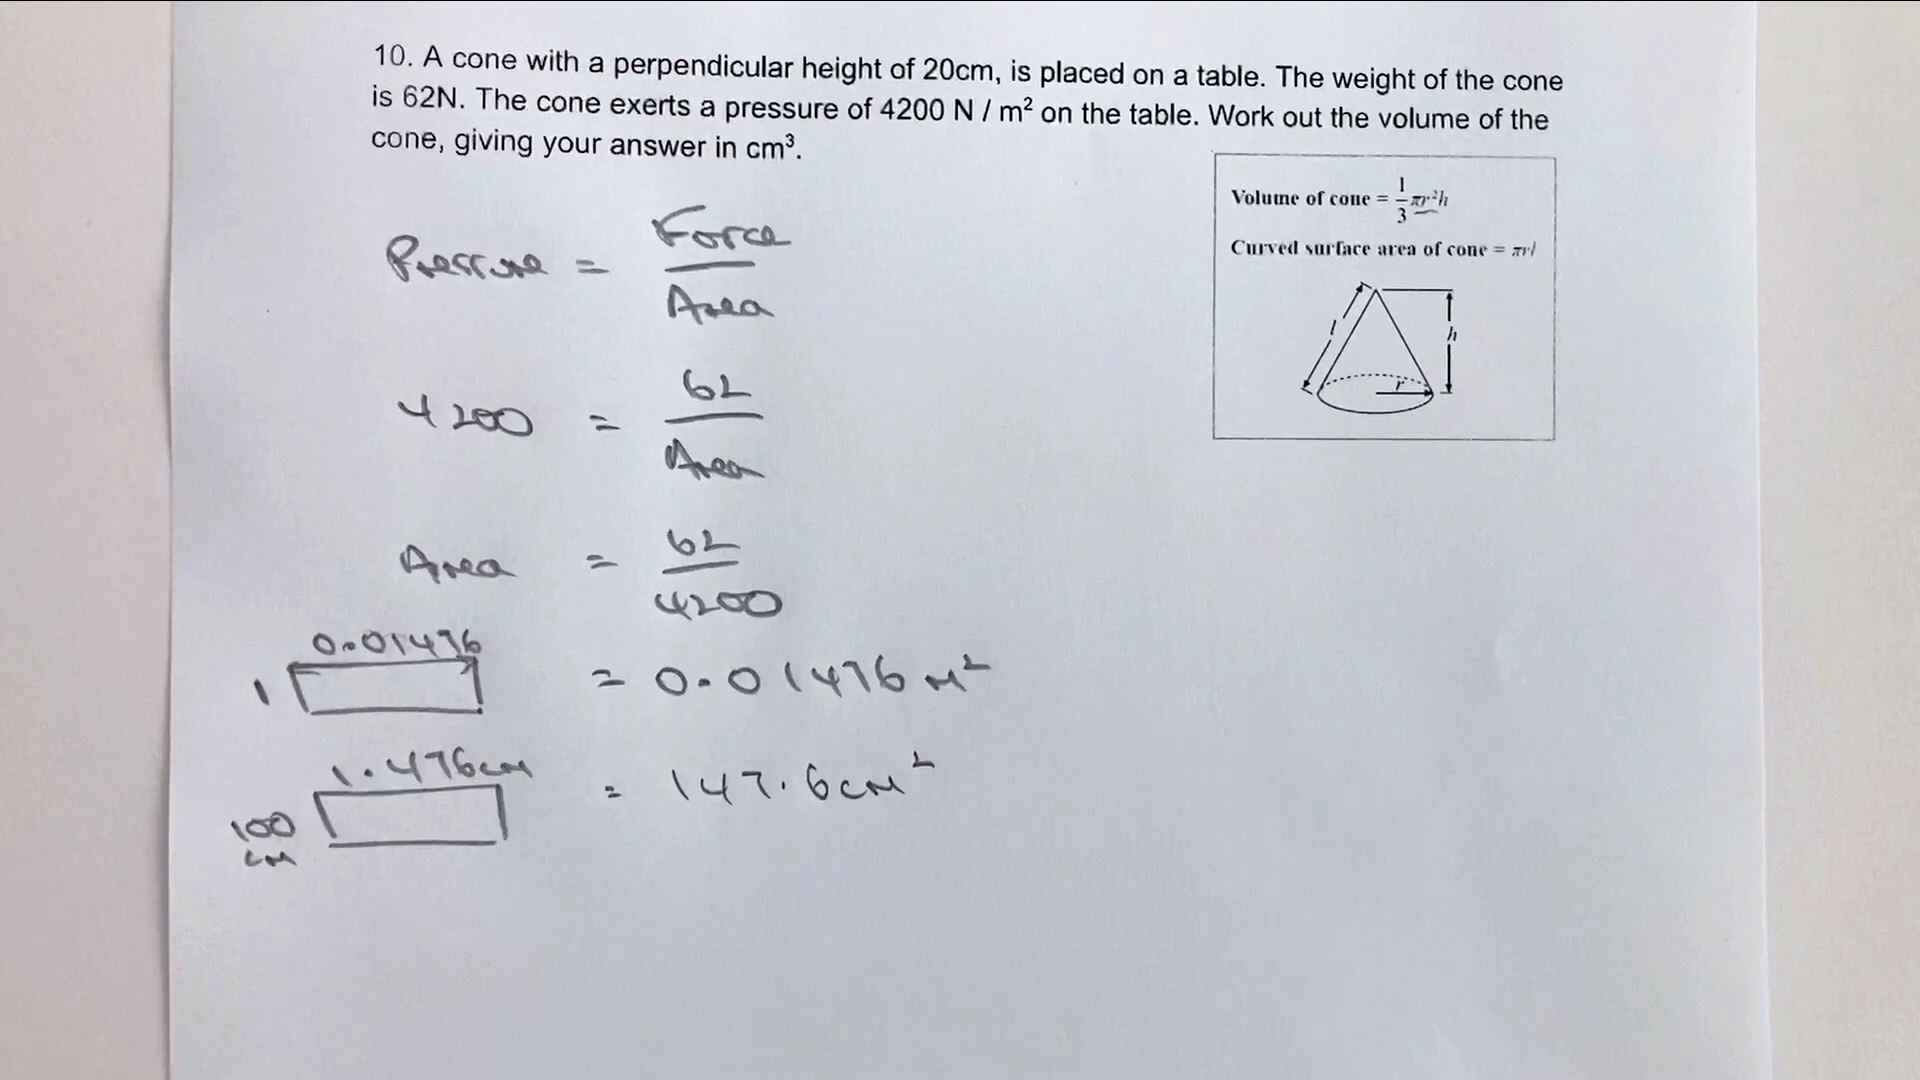 10. A cone with a perpendicular height of 20cm, is placed on a table. The weight of the cone
is 62N. The cone exerts a pressure of 4200 N / m² on the table. Work out the volume of the
cone, giving your answer in cm³.
Volume of cone = 1/3 πr²h
Curved surface area of cone = πrl
l
h
r
Pressure = Force / Area
4200 = 62 / Area
Area = 62 / 4200
0.01476
1
= 0.01476 m²
1.476cm
100
cm
= 147.6cm²